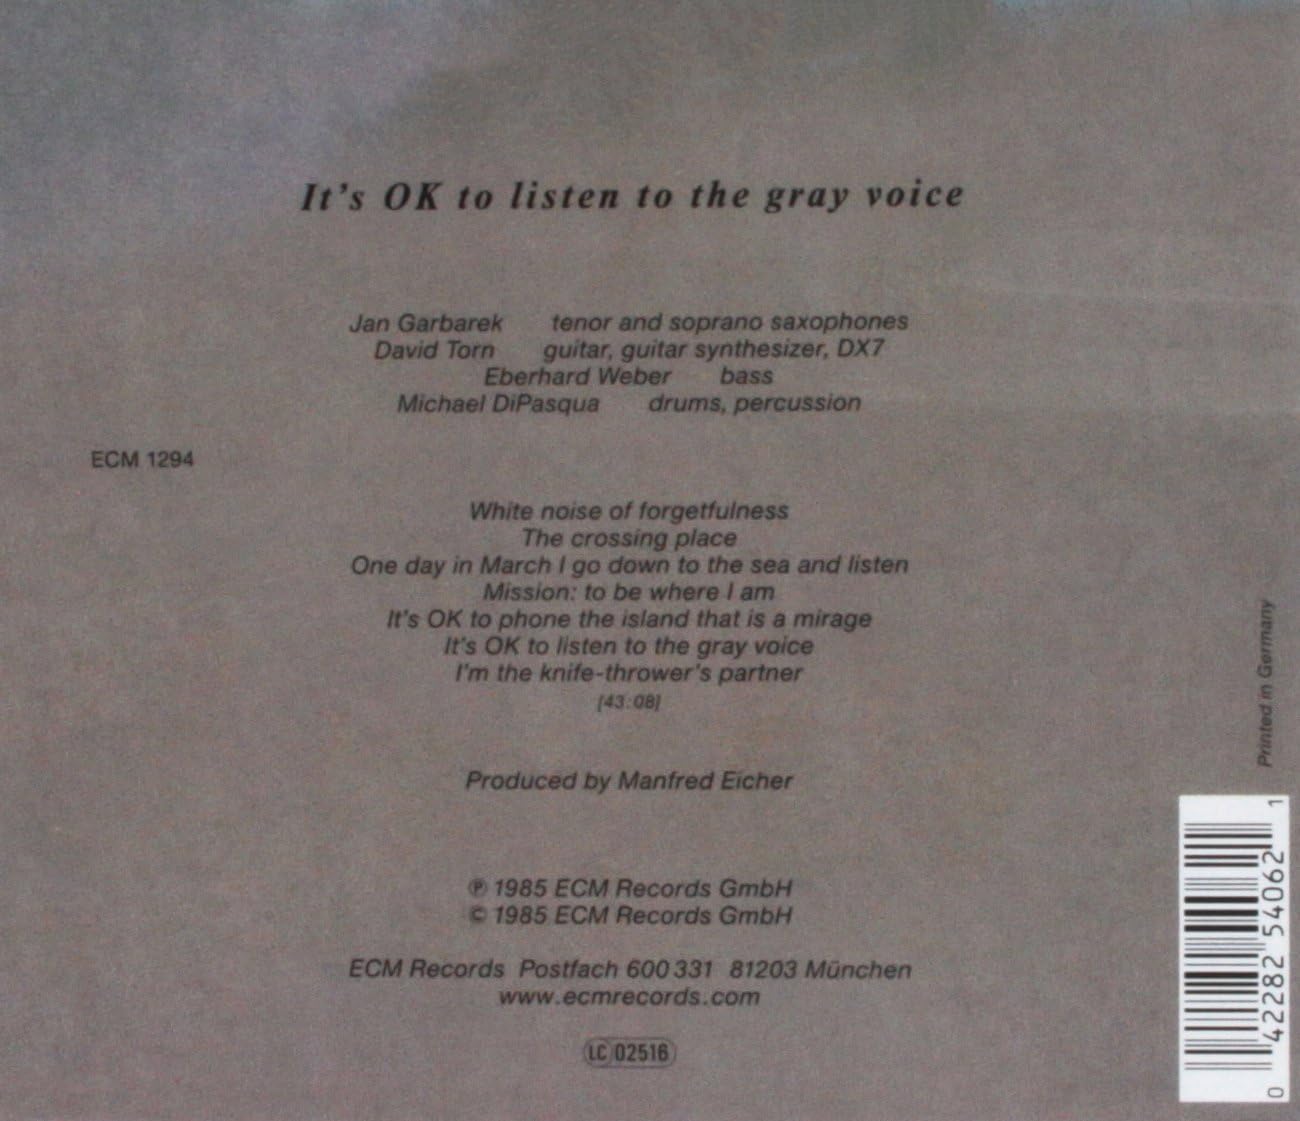 It's OK to listen to the gray voice
Jan Garbarek tenor and soprano saxophones
David Torn guitar, guitar synthesizer, DX7
Eberhard Weber bass
Michael DiPasqua drums, percussion
ECM 1294
White noise of forgetfulness
The crossing place
One day in March I go down to the sea and listen
Mission: to be where I am
It's OK to phone the island that is a mirage
It's OK to listen to the gray voice
I'm the knife-thrower's partner
[43:08]
Produced by Manfred Eicher
℗ 1985 ECM Records GmbH
© 1985 ECM Records GmbH
ECM Records Postfach 600 331 81203 München
www.ecmrecords.com
LC 02516
Printed in Germany
0 42282 54062 1